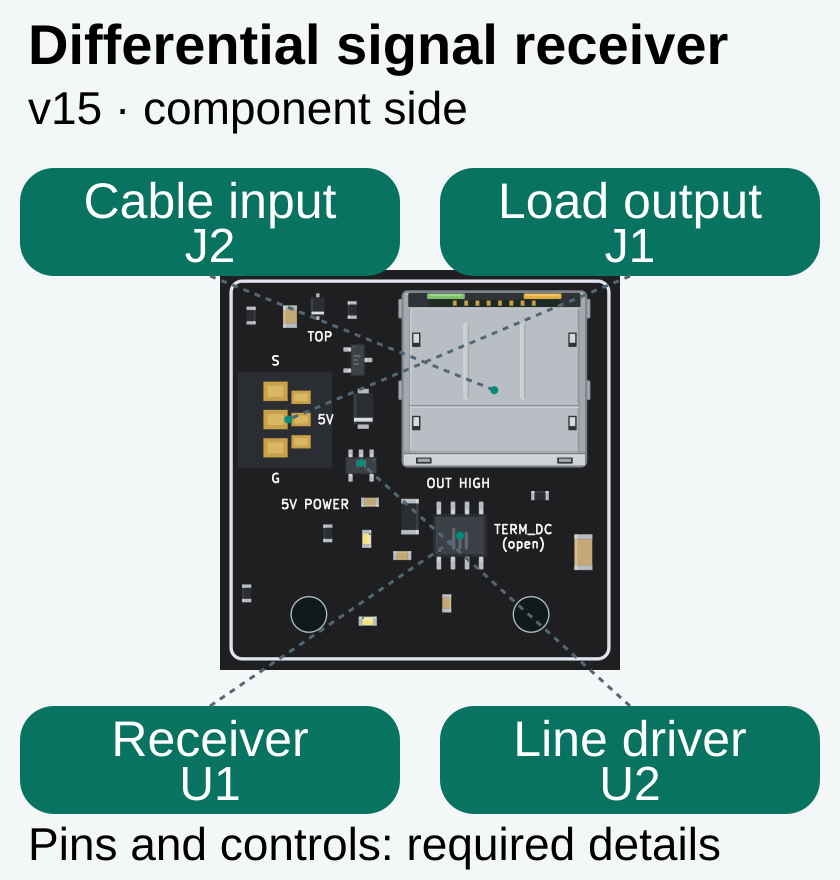 Differential signal receiver
v15 · component side
Cable input
J2
Load output
J1
TOP
S
5V
G
OUT HIGH
5V POWER
TERM_DC
(open)
Receiver
U1
Line driver
U2
Pins and controls: required details